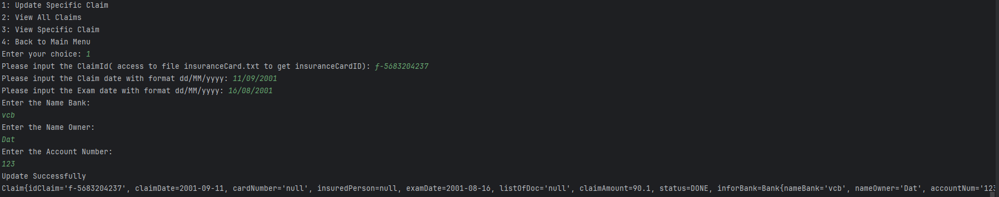 1: Update Specific Claim
2: View All Claims
3: View Specific Claim
4: Back to Main Menu
Enter your choice: 1
Please input the ClaimId( access to file insuranceCard.txt to get insuranceCardID): f-5683204237
Please input the Claim date with format dd/MM/yyyy: 11/09/2001
Please input the Exam date with format dd/MM/yyyy: 16/08/2001
Enter the Name Bank:
vcb
Enter the Name Owner:
Dat
Enter the Account Number:
123
Update Successfully
Claim{idClaim='f-5683204237', claimDate=2001-09-11, cardNumber='null', insuredPerson=null, examDate=2001-08-16, listOfDoc='null', claimAmount=90.1, status=DONE, inforBank=Bank{nameBank='vcb', nameOwner='Dat', accountNum='123